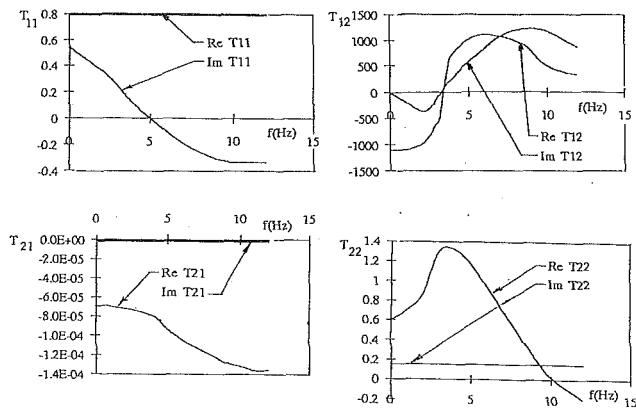 T11
0.8
0.6
0.4
0.2
0
-0.2
-0.4
0
5
10
15
f(Hz)
Re T11
Im T11
T12
1500
1000
500
0
-500
-1000
-1500
0
5
10
15
f(Hz)
Re T12
Im T12
T21
0
5
10
15
f(Hz)
0.0E+00
-2.0E-05
-4.0E-05
-6.0E-05
-8.0E-05
-1.0E-04
-1.2E-04
-1.4E-04
Re T21
Im T21
T22
1.4
1.2
1
0.8
0.6
0.4
0.2
0
-0.2
0
5
10
15
f(Hz)
Re T22
Im T22